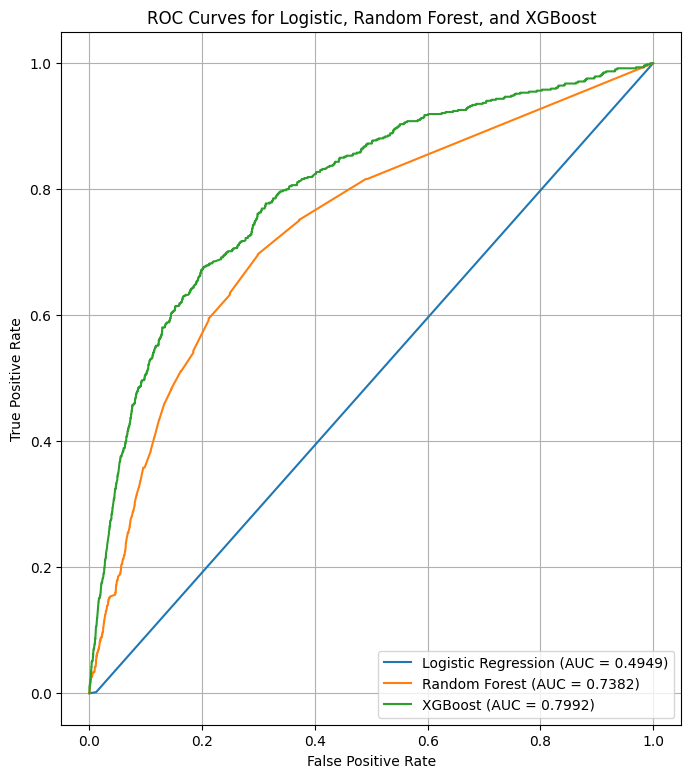 ROC Curves for Logistic, Random Forest, and XGBoost
True Positive Rate
1.0
0.8
0.6
0.4
0.2
0.0
0.0
0.2
0.4
0.6
0.8
1.0
False Positive Rate
Logistic Regression (AUC = 0.4949)
Random Forest (AUC = 0.7382)
XGBoost (AUC = 0.7992)